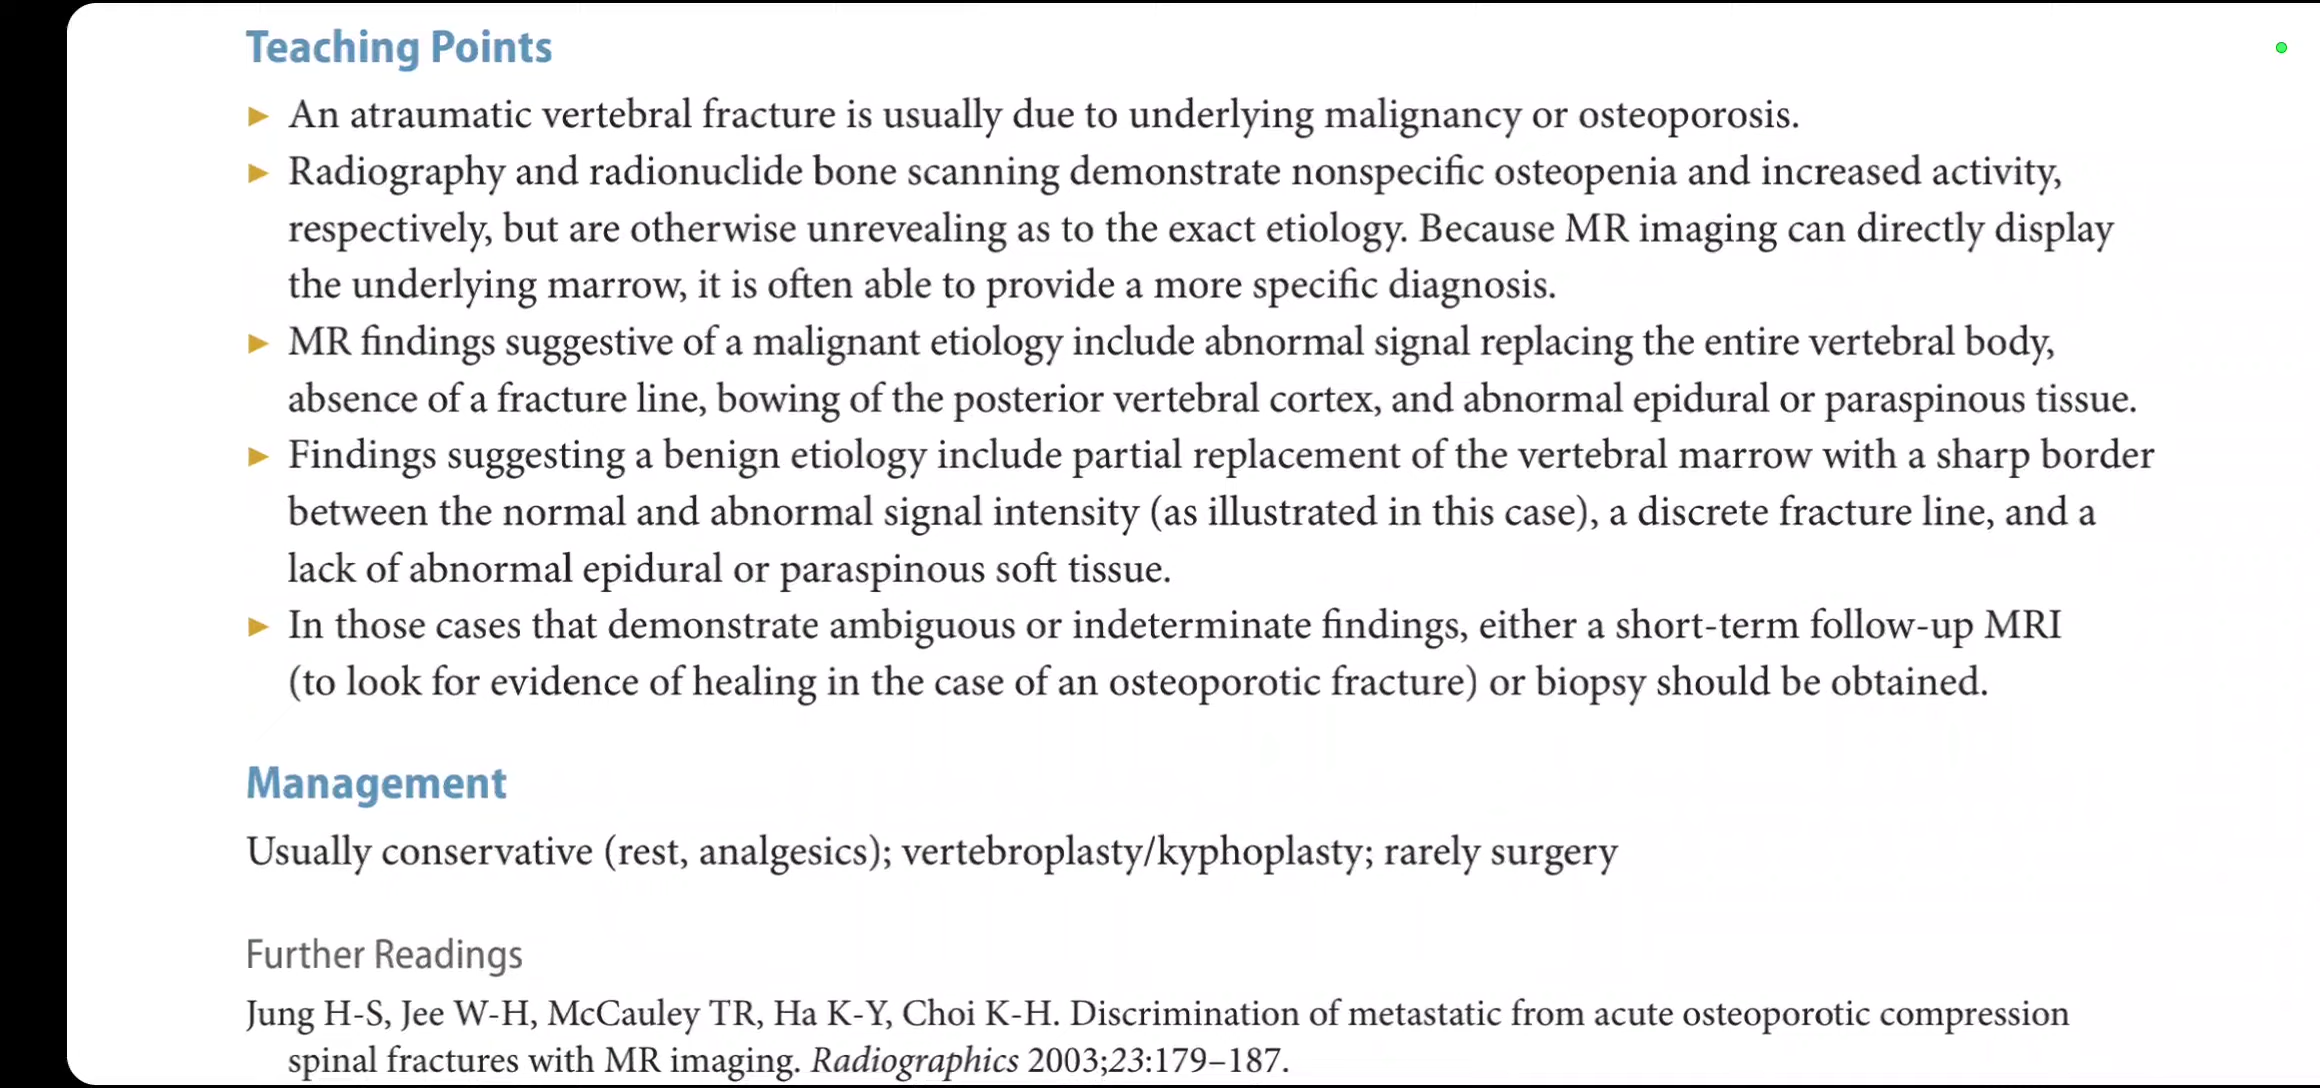 Teaching Points
► An atraumatic vertebral fracture is usually due to underlying malignancy or osteoporosis.
► Radiography and radionuclide bone scanning demonstrate nonspecific osteopenia and increased activity,
respectively, but are otherwise unrevealing as to the exact etiology. Because MR imaging can directly display
the underlying marrow, it is often able to provide a more specific diagnosis.
► MR findings suggestive of a malignant etiology include abnormal signal replacing the entire vertebral body,
absence of a fracture line, bowing of the posterior vertebral cortex, and abnormal epidural or paraspinous tissue.
► Findings suggesting a benign etiology include partial replacement of the vertebral marrow with a sharp border
between the normal and abnormal signal intensity (as illustrated in this case), a discrete fracture line, and a
lack of abnormal epidural or paraspinous soft tissue.
► In those cases that demonstrate ambiguous or indeterminate findings, either a short-term follow-up MRI
(to look for evidence of healing in the case of an osteoporotic fracture) or biopsy should be obtained.
Management
Usually conservative (rest, analgesics); vertebroplasty/kyphoplasty; rarely surgery
Further Readings
Jung H-S, Jee W-H, McCauley TR, Ha K-Y, Choi K-H. Discrimination of metastatic from acute osteoporotic compression
spinal fractures with MR imaging. Radiographics 2003;23:179–187.